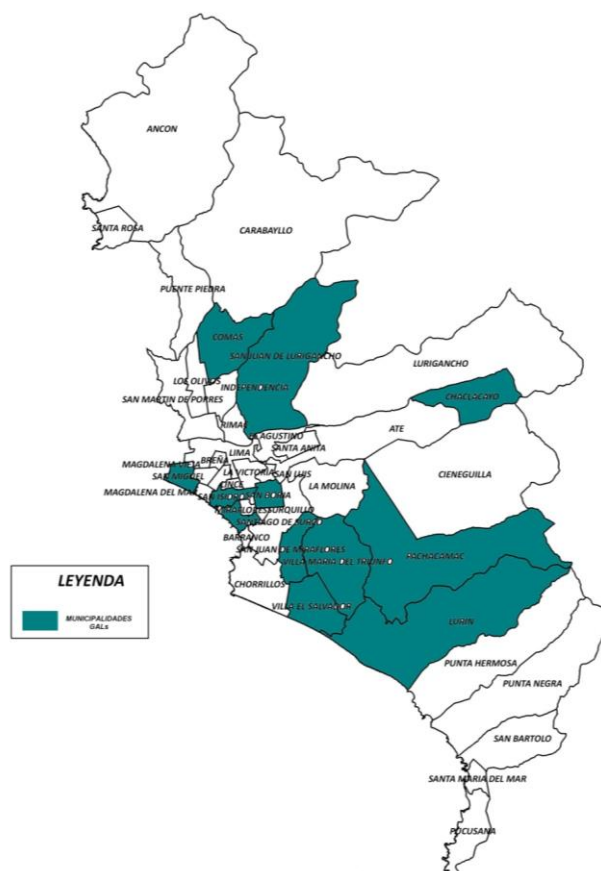 ANCON
SANTA ROSA
CARABAYLLO
PUENTE PIEDRA
COMAS
SAN JUAN DE LURIGANCHO
LURIGANCHO
LOS OLIVOS
INDEPENDENCIA
CHACLACAYO
SAN MARTIN DE PORRES
RIMAC
ATE
EL AGUSTINO
SANTA ANITA
LIMA
BREÑA
MAGDALENA VIEJA
SAN MIGUEL
LA VICTORIA
SAN LUIS
CIENEGUILLA
LINCE
LA MOLINA
MAGDALENA DEL MAR
SAN ISIDRO
SAN BORJA
MIRAFLORES
SURQUILLO
SANTIAGO DE SURCO
BARRANCO
SAN JUAN DE MIRAFLORES
VILLA MARIA DEL TRIUNFO
PACHACAMAC
CHORRILLOS
VILLA EL SALVADOR
LURIN
LEYENDA
MUNICIPALIDADES
GALs
PUNTA HERMOSA
PUNTA NEGRA
SAN BARTOLO
SANTA MARIA DEL MAR
PUCUSANA